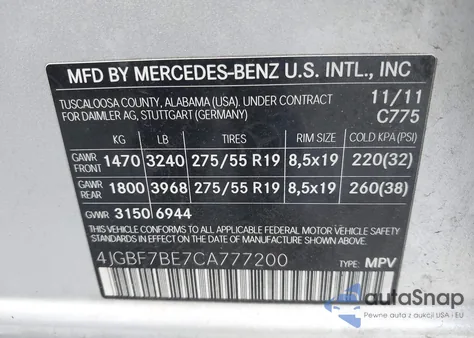 MFD BY MERCEDES-BENZ U.S. INTL., INC
TUSCALOOSA COUNTY, ALABAMA (USA). UNDER CONTRACT 11/11
FOR DAIMLER AG, STUTTGART (GERMANY) C775
KG LB TIRES RIM SIZE COLD KPA (PSI)
GAWR FRONT 1470 3240 275/55 R19 8,5x19 220(32)
GAWR REAR 1800 3968 275/55 R19 8,5x19 260(38)
GVWR 3150 6944
THIS VEHICLE CONFORMS TO ALL APPLICABLE FEDERAL MOTOR VEHICLE SAFETY
STANDARDS IN EFFECT ON THE DATE OF MANUFACTURE SHOWN ABOVE.
4JGBF7BE7CA777200 TYPE: MPV
autoSnap
Pewne auta z aukcji USA - EU